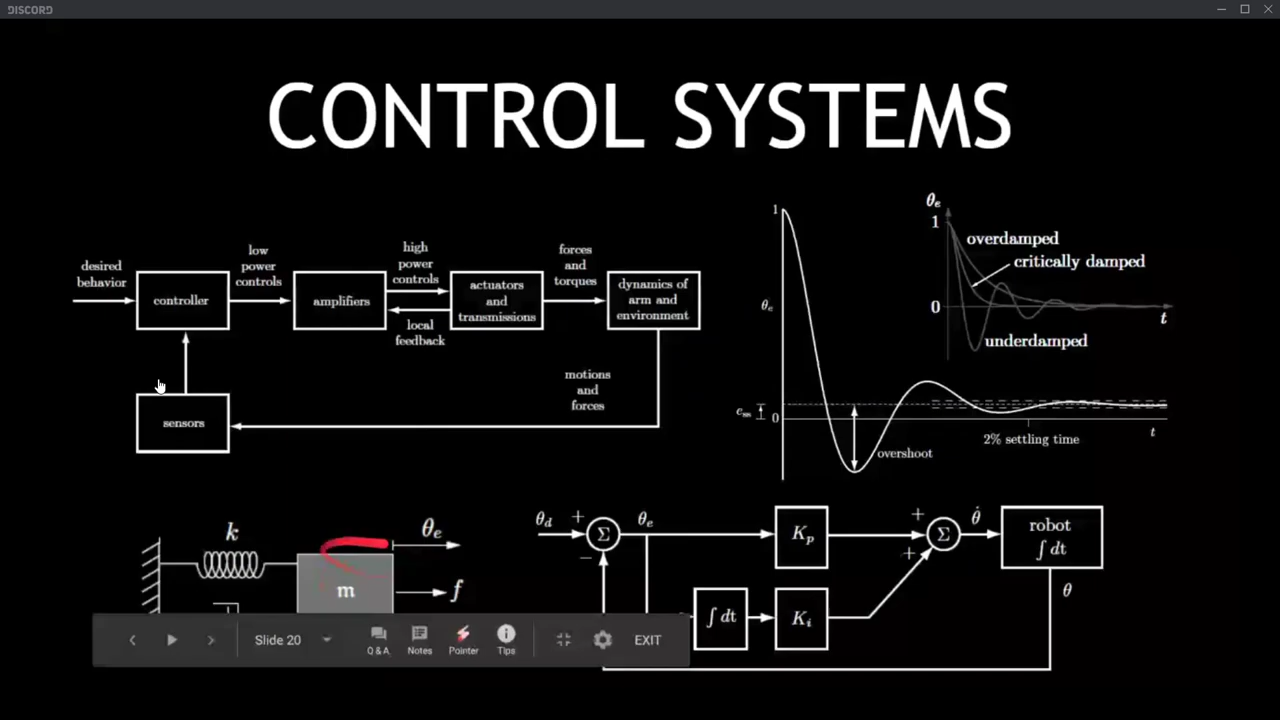 DISCORD
CONTROL SYSTEMS
desired
behavior
controller
low
power
controls
amplifiers
high
power
controls
local
feedback
actuators
and
transmissions
forces
and
torques
dynamics of
arm and
environment
motions
and
forces
sensors
1
θe
ess
0
overshoot
2% settling time
t
θe
1
overdamped
critically damped
0
t
underdamped
k
θe
m
f
θd
+
Σ
−
θe
Kp
+
Σ
+
θ̇
robot
∫ dt
θ
∫ dt
Ki
Slide 20
Q & A
Notes
Pointer
Tips
EXIT